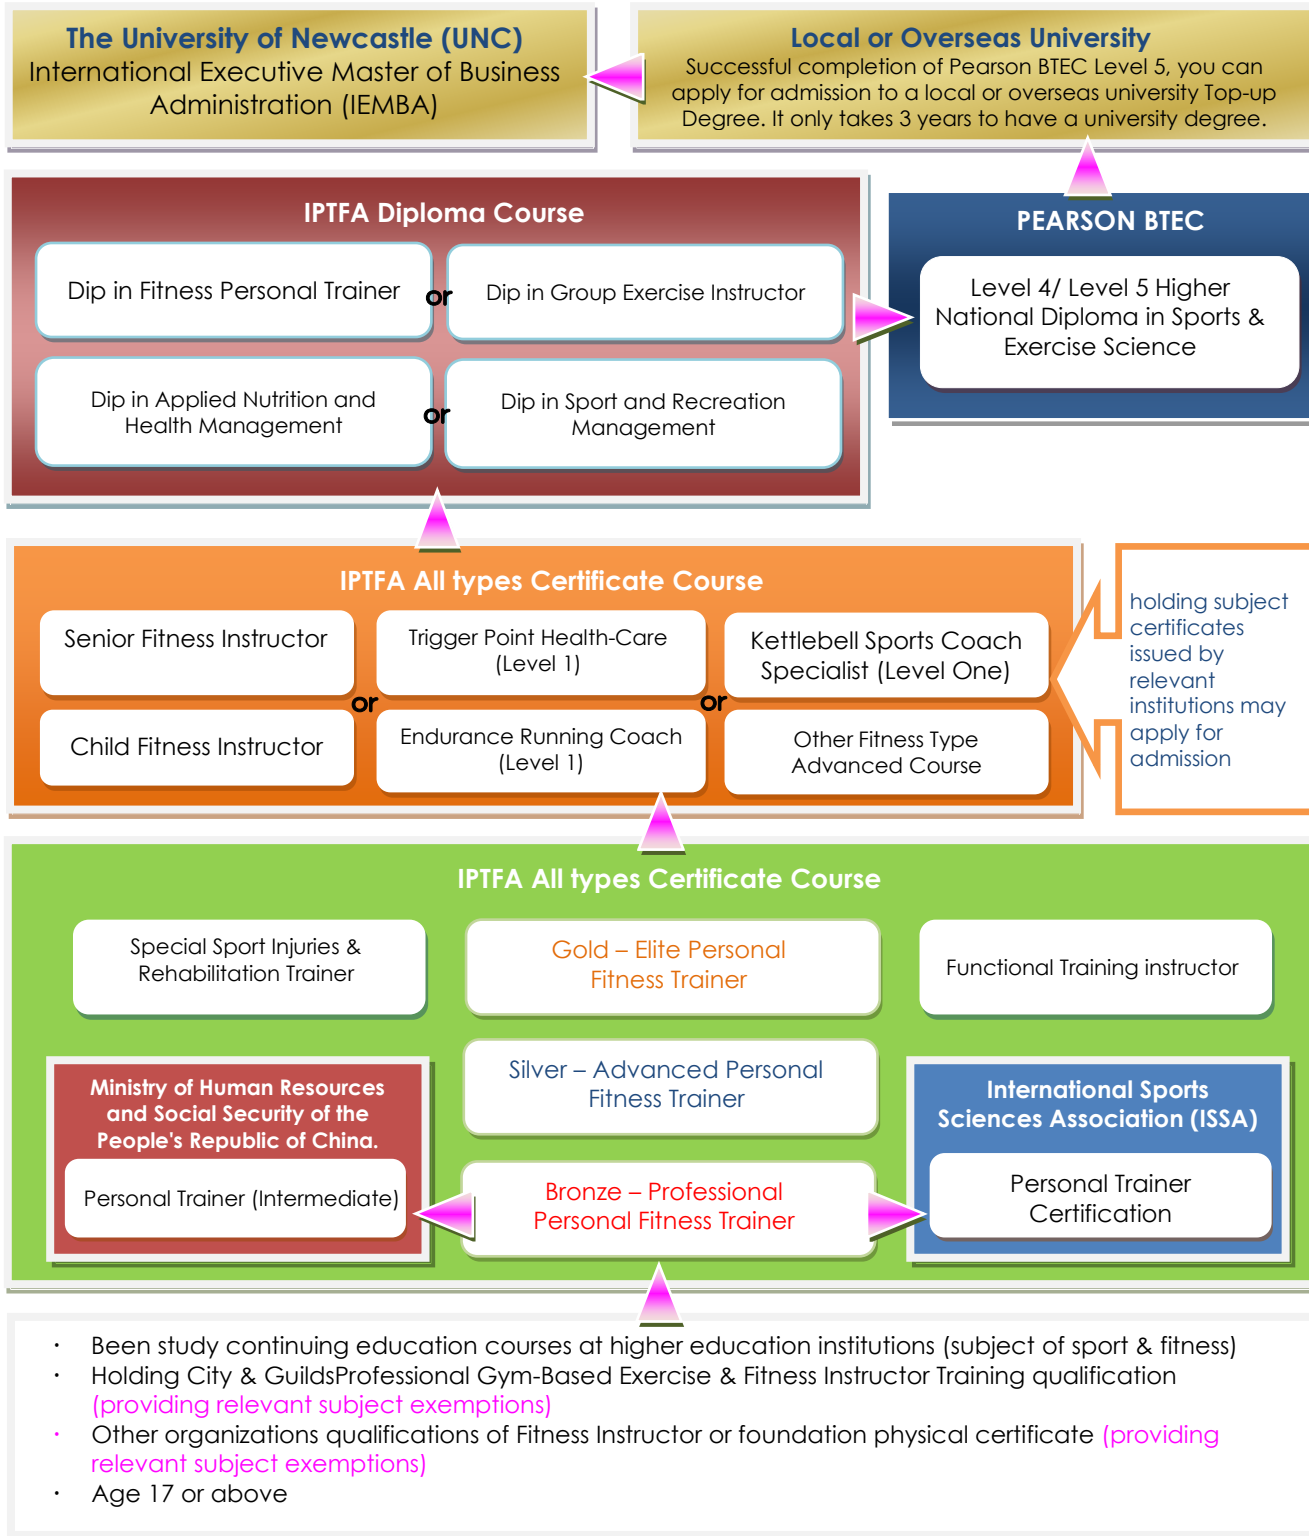 The University of Newcastle (UNC)
International Executive Master of Business
Administration (IEMBA)
Local or Overseas University
Successful completion of Pearson BTEC Level 5, you can
apply for admission to a local or overseas university Top-up
Degree. It only takes 3 years to have a university degree.
IPTFA Diploma Course
Dip in Fitness Personal Trainer
or
Dip in Group Exercise Instructor
Dip in Applied Nutrition and
Health Management
or
Dip in Sport and Recreation
Management
PEARSON BTEC
Level 4/ Level 5 Higher
National Diploma in Sports &
Exercise Science
IPTFA All types Certificate Course
Senior Fitness Instructor
Trigger Point Health-Care
(Level 1)
Kettlebell Sports Coach
Specialist (Level One)
or
or
Child Fitness Instructor
Endurance Running Coach
(Level 1)
Other Fitness Type
Advanced Course
holding subject
certificates
issued by
relevant
institutions may
apply for
admission
IPTFA All types Certificate Course
Special Sport Injuries &
Rehabilitation Trainer
Gold – Elite Personal
Fitness Trainer
Functional Training instructor
Silver – Advanced Personal
Fitness Trainer
Ministry of Human Resources
and Social Security of the
People's Republic of China.
Personal Trainer (Intermediate)
Bronze – Professional
Personal Fitness Trainer
International Sports
Sciences Association (ISSA)
Personal Trainer
Certification
· Been study continuing education courses at higher education institutions (subject of sport & fitness)
· Holding City & GuildsProfessional Gym-Based Exercise & Fitness Instructor Training qualification
(providing relevant subject exemptions)
· Other organizations qualifications of Fitness Instructor or foundation physical certificate (providing
relevant subject exemptions)
· Age 17 or above